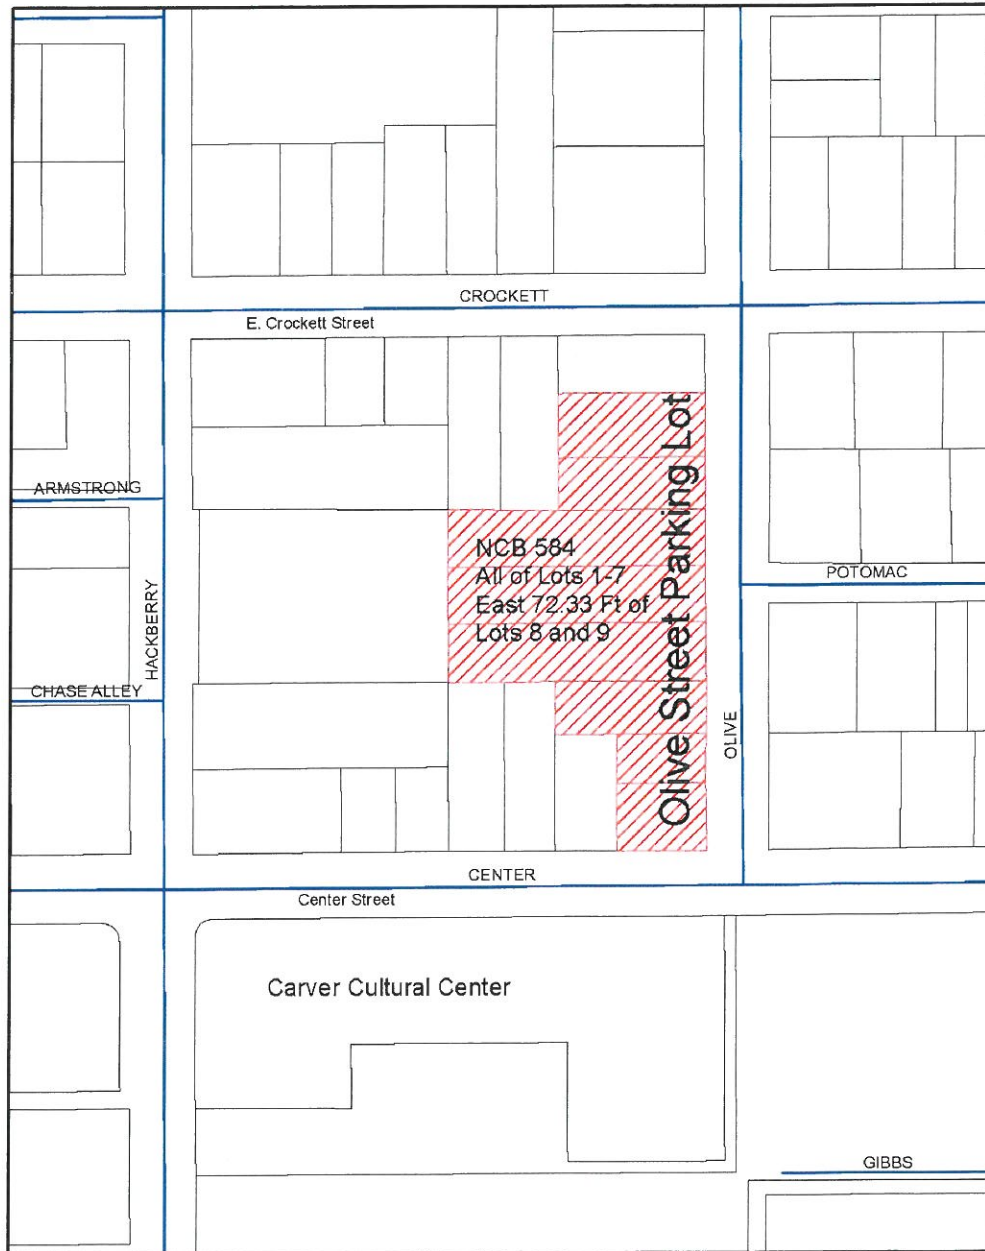 CROCKETT
E. Crockett Street
ARMSTRONG
HACKBERRY
NCB 584
All of Lots 1-7
East 72.33 Ft of
Lots 8 and 9
Olive Street Parking Lot
POTOMAC
CHASE ALLEY
OLIVE
CENTER
Center Street
Carver Cultural Center
GIBBS